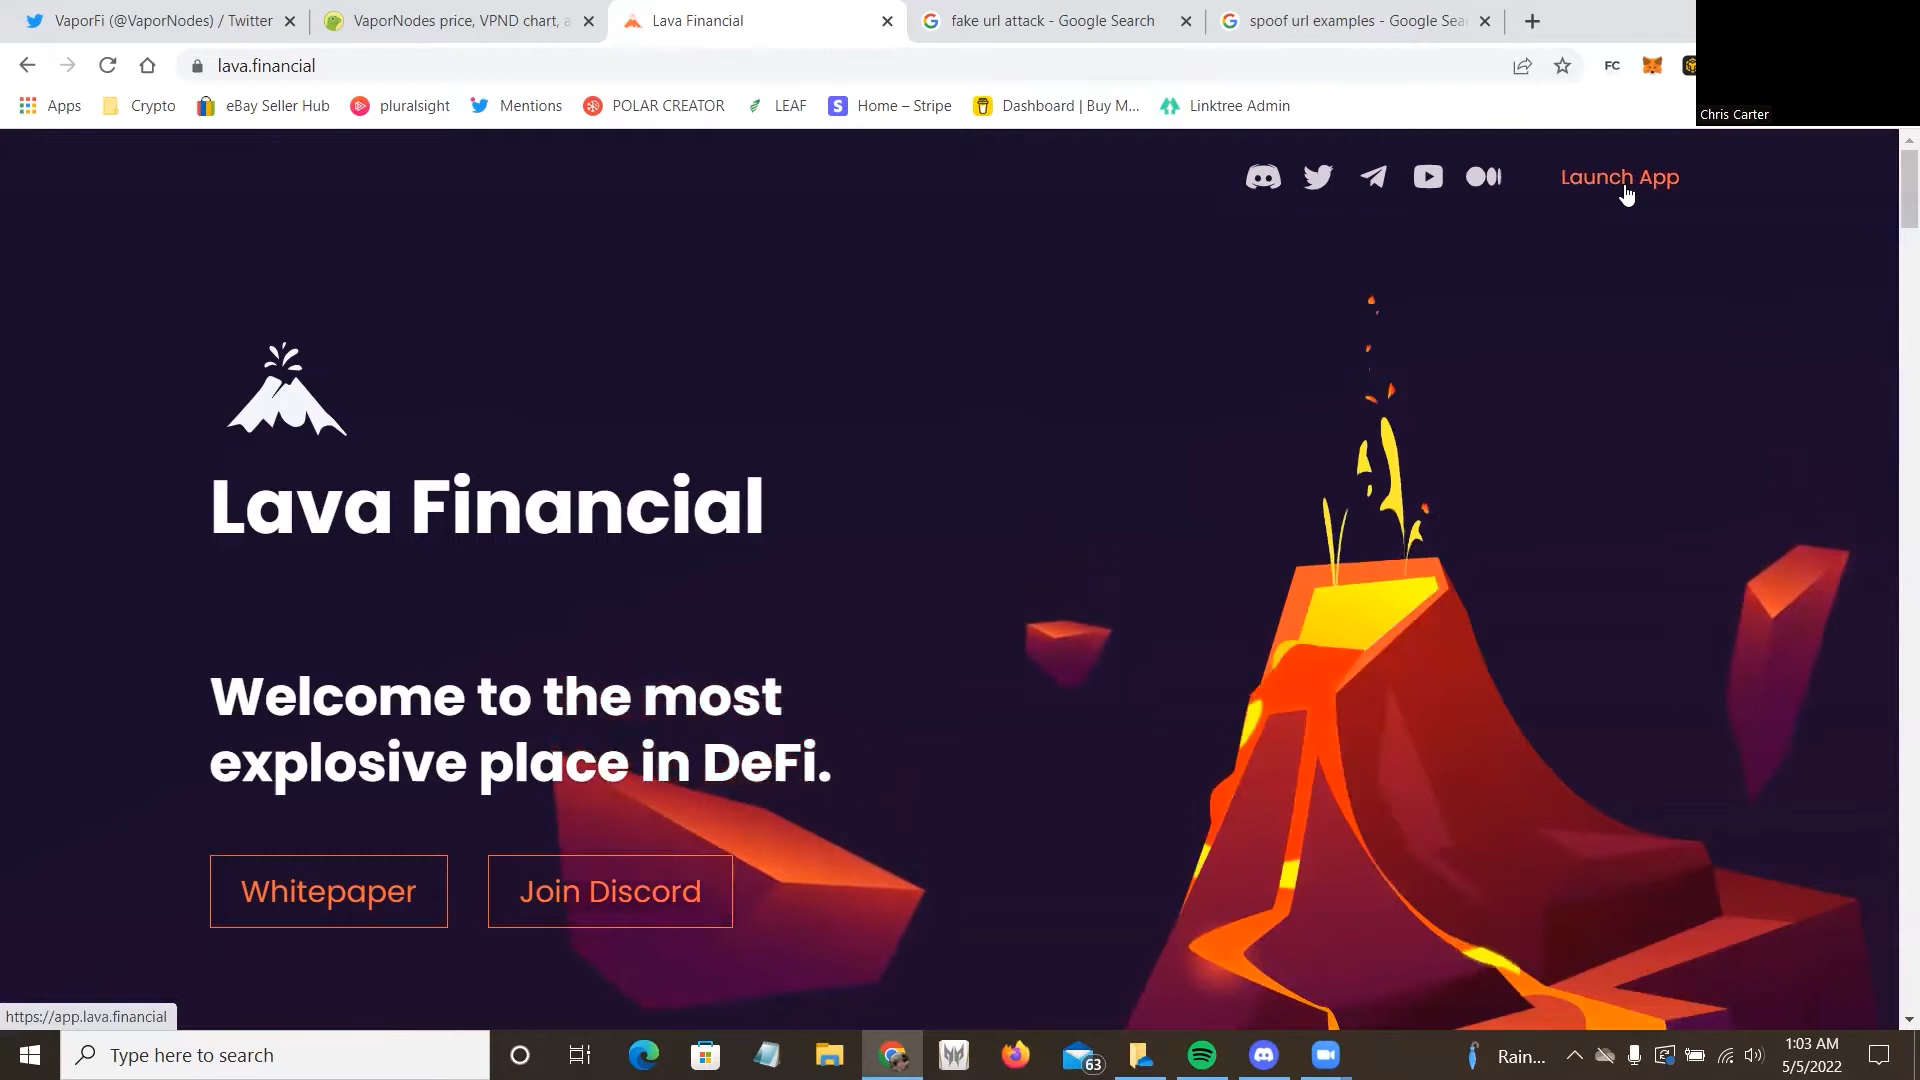 VaporFi (@VaporNodes) / Twitter
VaporNodes price, VPND chart, a
Lava Financial
fake url attack - Google Search
spoof url examples - Google Sea
lava.financial
FC
Apps
Crypto
eBay Seller Hub
pluralsight
Mentions
POLAR CREATOR
LEAF
S
Home – Stripe
Dashboard | Buy M...
Linktree Admin
Chris Carter
Launch App
Lava Financial
Welcome to the most
explosive place in DeFi.
Whitepaper
Join Discord
https://app.lava.financial
Type here to search
63
Rain...
1:03 AM
5/5/2022